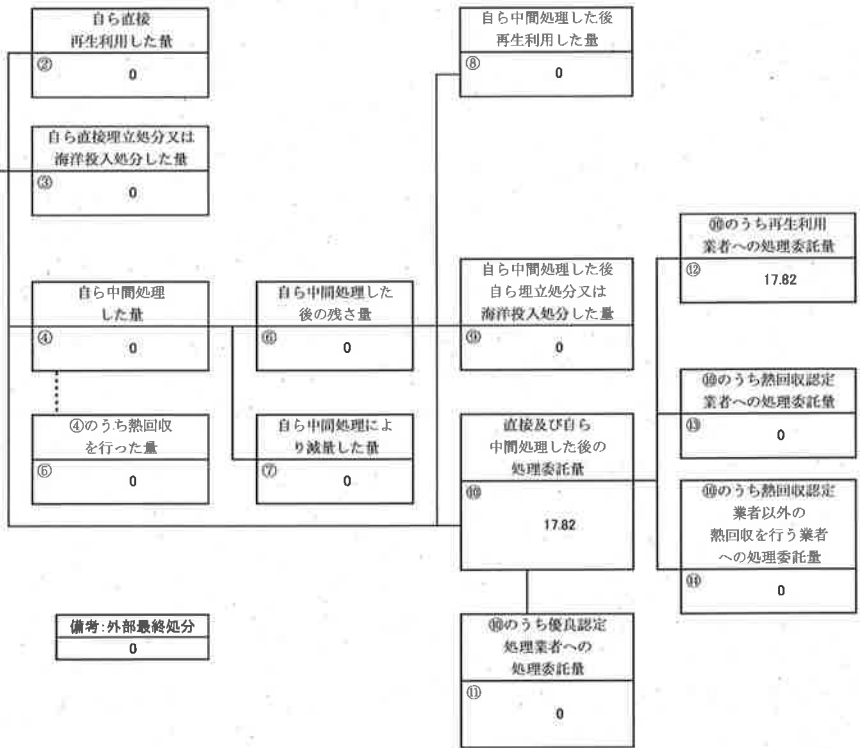 自ら直接
再生利用した量
②
0
自ら中間処理した後
再生利用した量
⑧
0
自ら直接埋立処分又は
海洋投入処分した量
③
0
⑩のうち再生利用
業者への処理委託量
⑫
17.82
自ら中間処理
した量
④
0
自ら中間処理した
後の残さ量
⑥
0
自ら中間処理した後
自ら埋立処分又は
海洋投入処分した量
⑨
0
⑩のうち熱回収認定
業者への処理委託量
⑬
0
④のうち熱回収
を行った量
⑤
0
自ら中間処理によ
り減量した量
⑦
0
直接及び自ら
中間処理した後の
処理委託量
⑩
17.82
⑩のうち熱回収認定
業者以外の
熱回収を行う業者
への処理委託量
⑭
0
備考:外部最終処分
0
⑩のうち優良認定
処理業者への
処理委託量
⑪
0